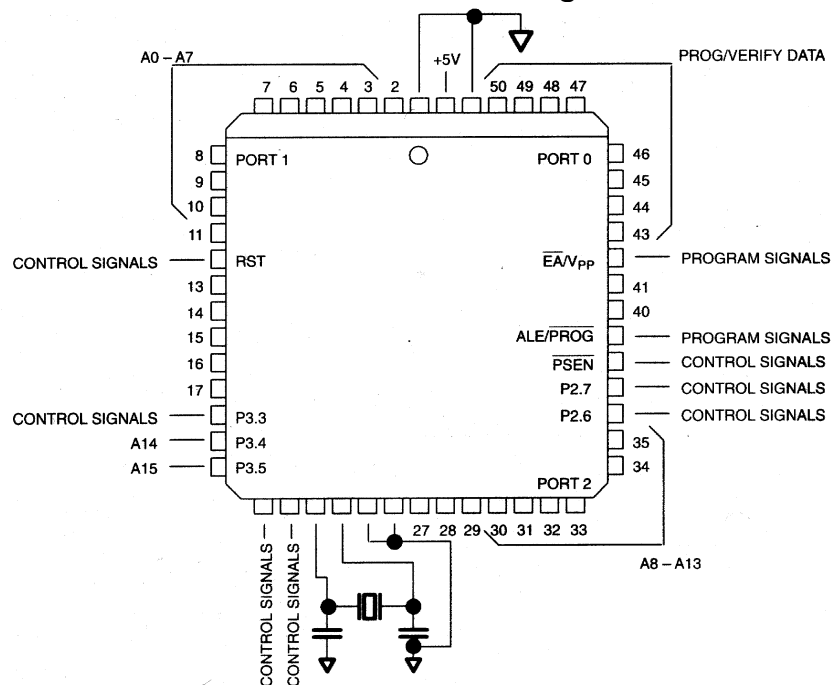 A0 – A7
+5V
PROG/VERIFY DATA
7 6 5 4 3 2 50 49 48 47
8 PORT 1 PORT 0 46
9 45
10 44
11 43
CONTROL SIGNALS RST EA/VPP PROGRAM SIGNALS
13 41
14 40
15 ALE/PROG PROGRAM SIGNALS
16 PSEN CONTROL SIGNALS
17 P2.7 CONTROL SIGNALS
CONTROL SIGNALS P3.3 P2.6 CONTROL SIGNALS
A14 P3.4 35
A15 P3.5 34
PORT 2
27 28 29 30 31 32 33
A8 – A13
CONTROL SIGNALS
CONTROL SIGNALS